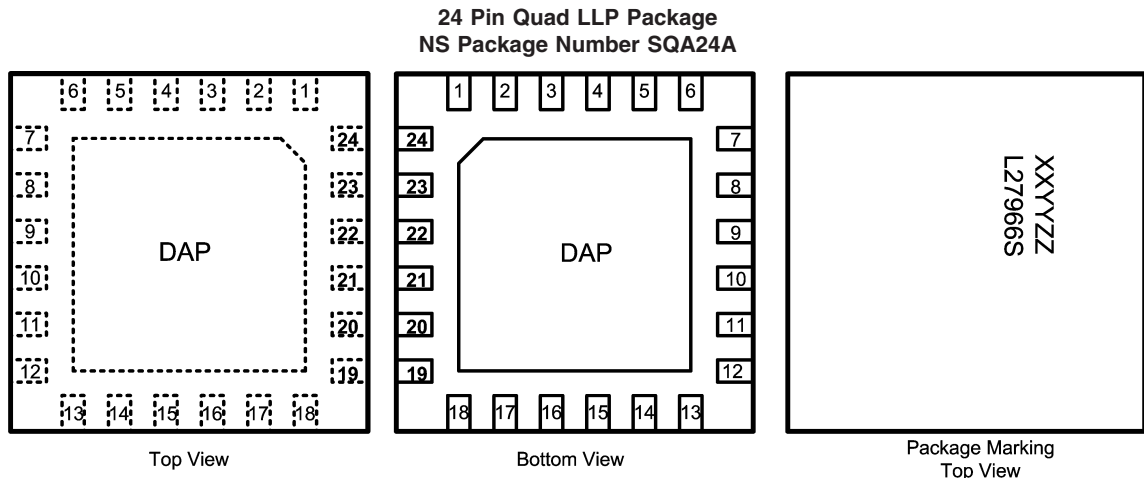 24 Pin Quad LLP Package
NS Package Number SQA24A
6 5 4 3 2 1
7 24
8 23
9 22
DAP
10 21
11 20
12 19
13 14 15 16 17 18
Top View
1 2 3 4 5 6
24 7
23 8
22 9
DAP
21 10
20 11
19 12
18 17 16 15 14 13
Bottom View
XXYYZZ
L27966S
Package Marking
Top View